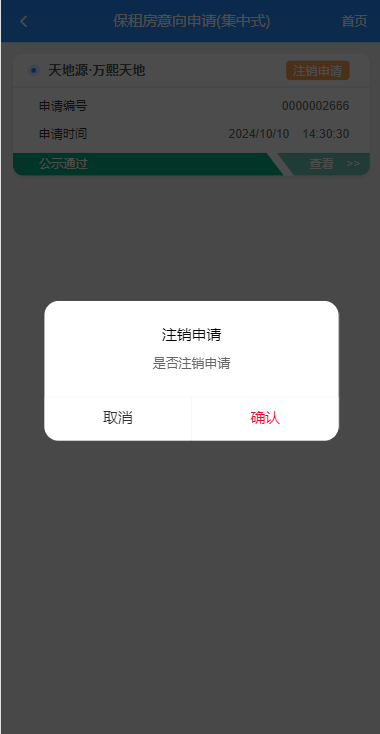 保租房意向申请(集中式) 首页
天地源·万熙天地 注销申请
申请编号 0000002666
申请时间 2024/10/10 14:30:30
公示通过 查看 >>
注销申请
是否注销申请
取消 确认